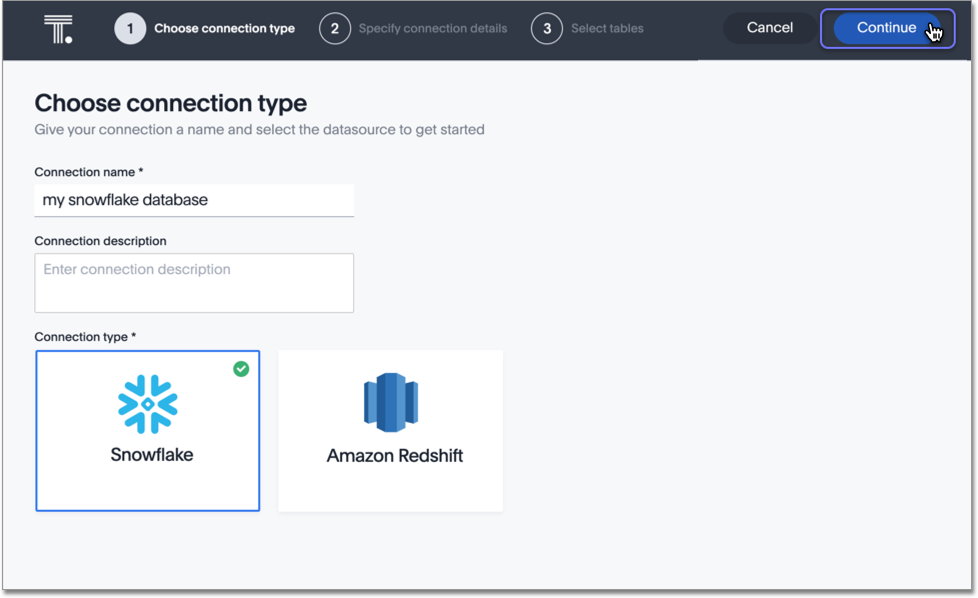 1 Choose connection type 2 Specify connection details 3 Select tables Cancel Continue
Choose connection type
Give your connection a name and select the datasource to get started
Connection name *
my snowflake database
Connection description
Enter connection description
Connection type *
Snowflake
Amazon Redshift